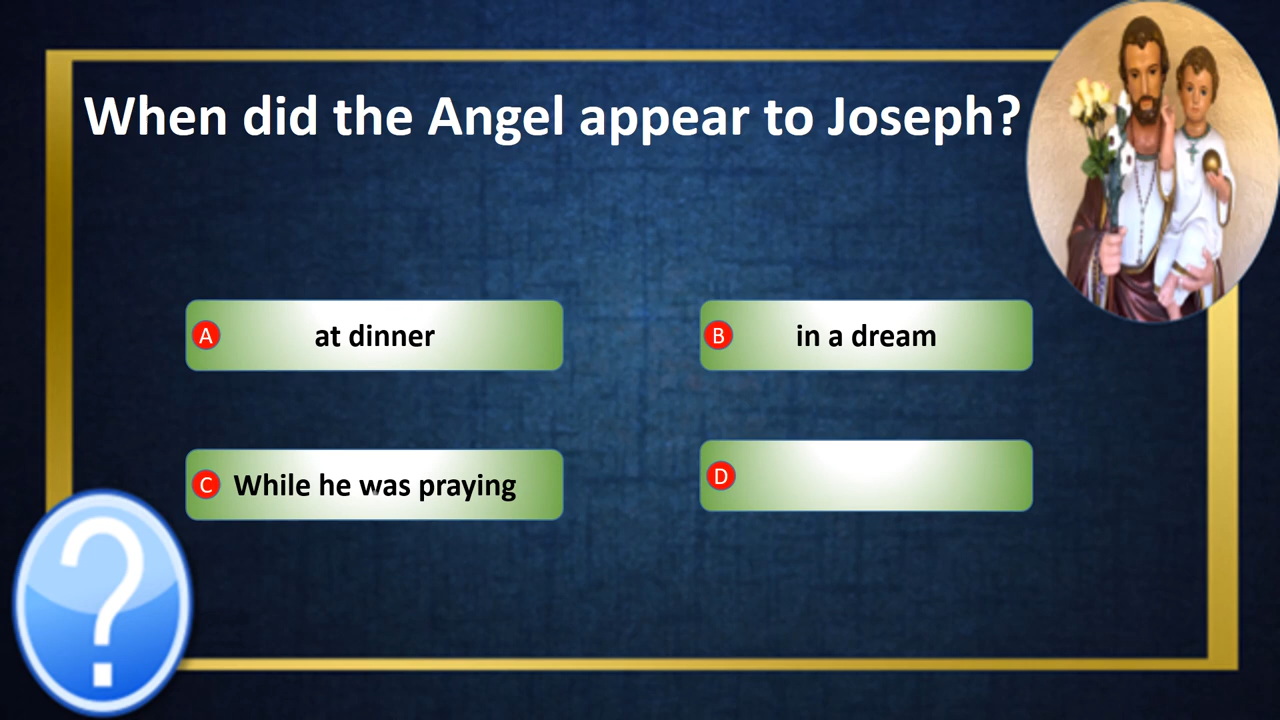 When did the Angel appear to Joseph?
A at dinner
B in a dream
C While he was praying
D
?